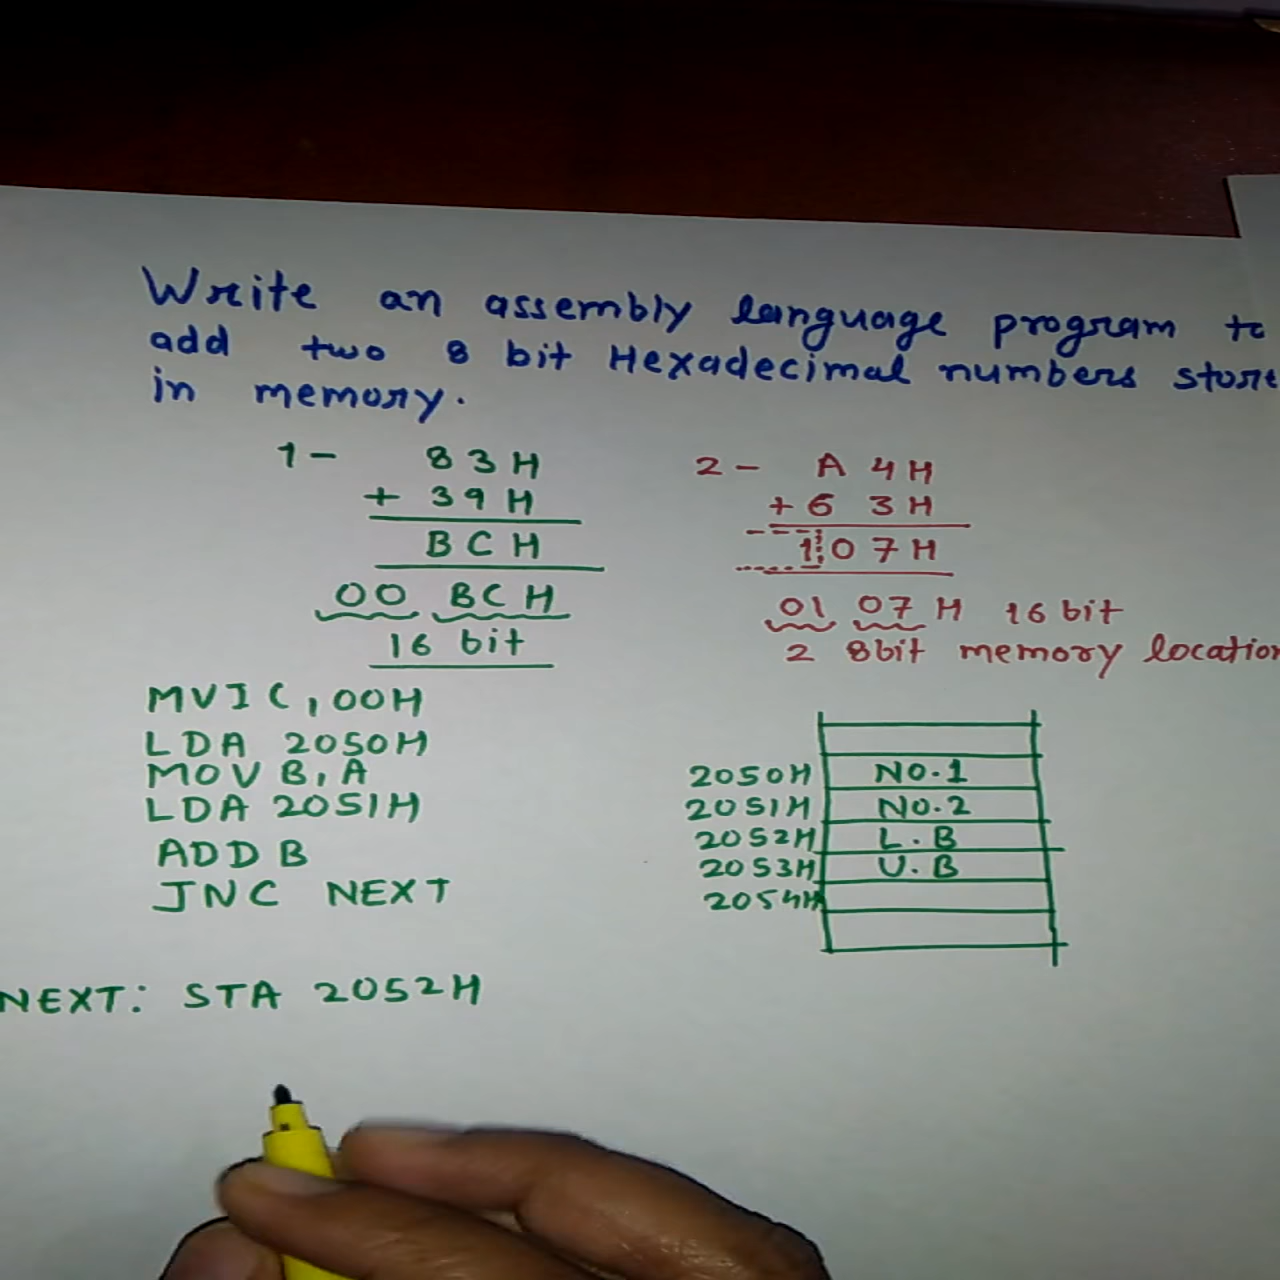 Write an assembly language program to
add two 8 bit Hexadecimal numbers store
in memory.
1- 83H
+ 39H
BCH
00 BCH
16 bit
2- A4H
+ 63H
107H
01 07H 16 bit
2 8bit memory location
MVI C, 00H
LDA 2050H
MOV B, A
LDA 2051H
ADD B
JNC NEXT
NEXT: STA 2052H
2050H NO.1
2051H NO.2
2052H L.B
2053H U.B
2054H